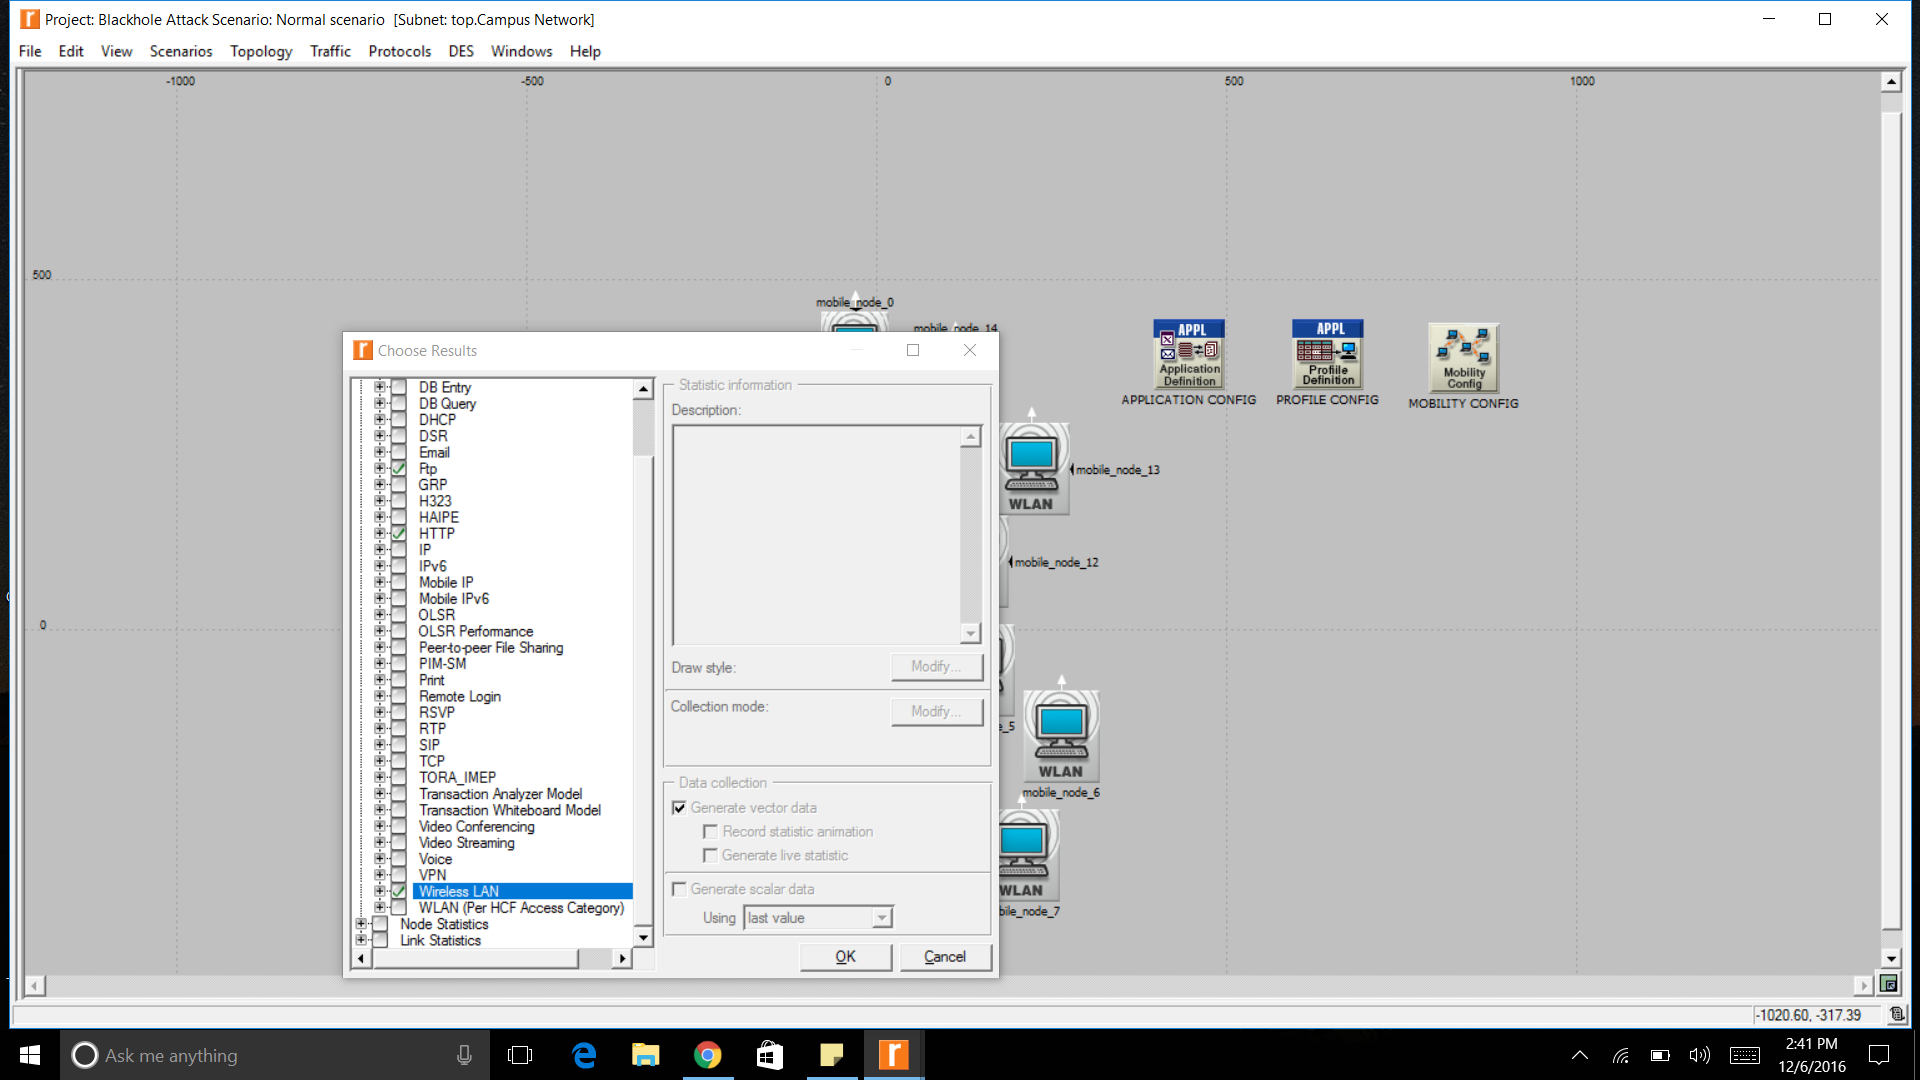 Project: Blackhole Attack Scenario: Normal scenario [Subnet: top.Campus Network]
File Edit View Scenarios Topology Traffic Protocols DES Windows Help
-1000 -500 0 500 1000
500
mobile_node_0
mobile_node_14
APPL
Application
Definition
APPLICATION CONFIG
APPL
Profile
Definition
PROFILE CONFIG
Mobility
Config
MOBILITY CONFIG
WLAN
mobile_node_13
mobile_node_12
0
e_5
WLAN
mobile_node_6
WLAN
bile_node_7
Choose Results
DB Entry
DB Query
DHCP
DSR
Email
Ftp
GRP
H323
HAIPE
HTTP
IP
IPv6
Mobile IP
Mobile IPv6
OLSR
OLSR Performance
Peer-to-peer File Sharing
PIM-SM
Print
Remote Login
RSVP
RTP
SIP
TCP
TORA_IMEP
Transaction Analyzer Model
Transaction Whiteboard Model
Video Conferencing
Video Streaming
Voice
VPN
Wireless LAN
WLAN (Per HCF Access Category)
Node Statistics
Link Statistics
Statistic information
Description:
Draw style: Modify...
Collection mode: Modify...
Data collection
Generate vector data
Record statistic animation
Generate live statistic
Generate scalar data
Using last value
OK Cancel
-1020.60, -317.39
Ask me anything
2:41 PM
12/6/2016